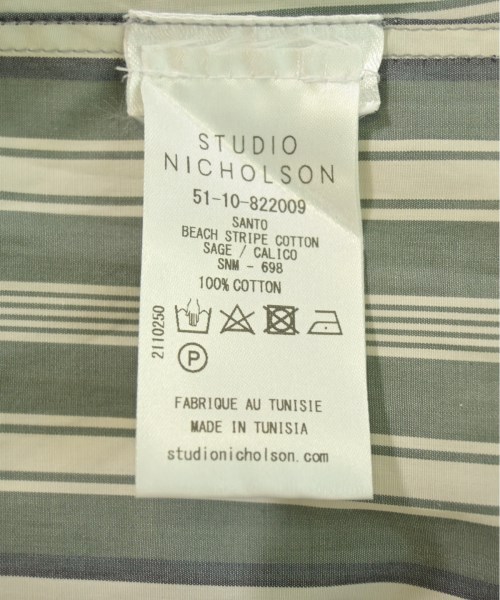 STUDIO
NICHOLSON
51-10-822009
SANTO
BEACH STRIPE COTTON
SAGE / CALICO
SNM - 698
100% COTTON
2110250
P
FABRIQUE AU TUNISIE
MADE IN TUNISIA
studionicholson.com